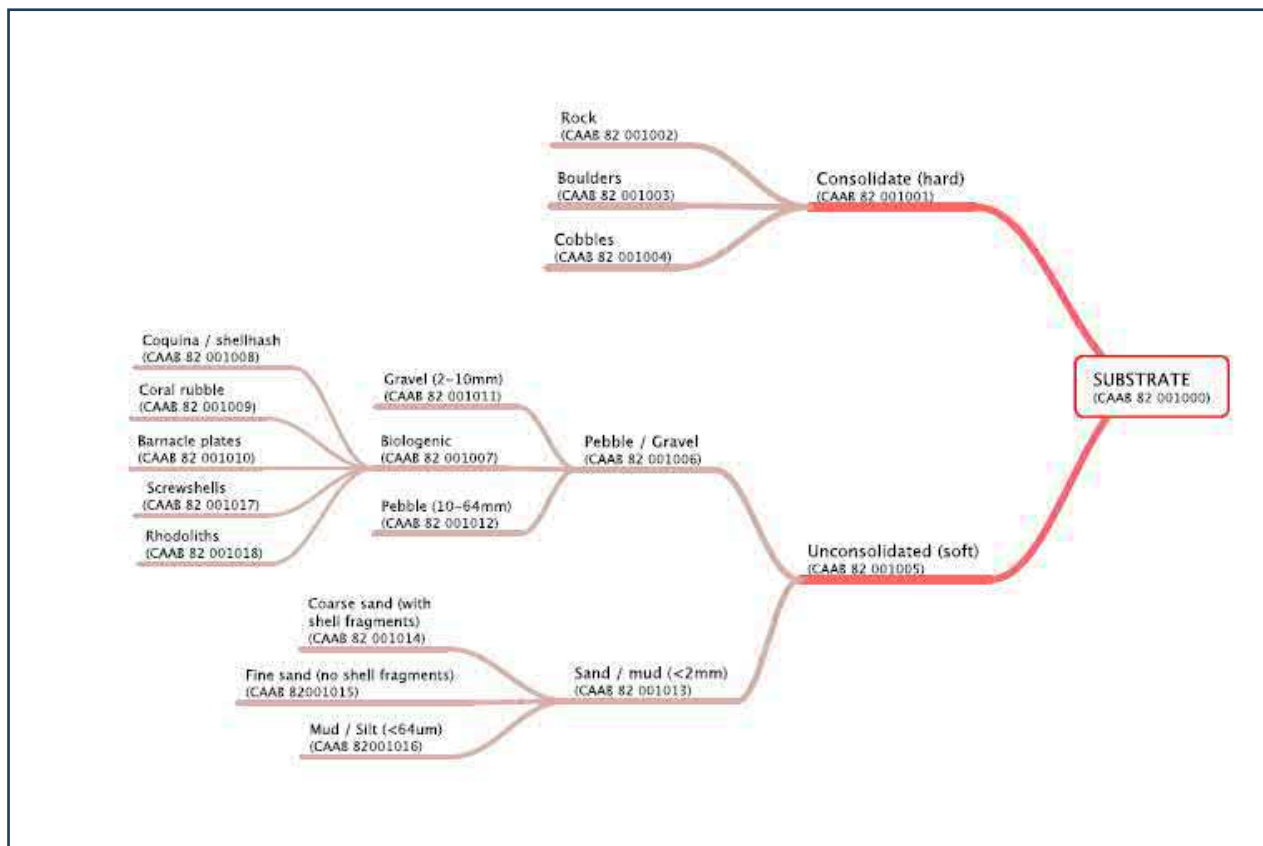 Rock
(CAAB 82 001002)
Boulders
(CAAB 82 001003)
Cobbles
(CAAB 82 001004)
Consolidate (hard)
(CAAB 82 001001)
SUBSTRATE
(CAAB 82 001000)
Coquina / shellhash
(CAAB 82 001008)
Coral rubble
(CAAB 82 001009)
Barnacle plates
(CAAB 82 001010)
Screwshells
(CAAB 82 001017)
Rhodoliths
(CAAB 82 001018)
Gravel (2-10mm)
(CAAB 82 001011)
Biologenic
(CAAB 82 001007)
Pebble (10-64mm)
(CAAB 82 001012)
Pebble / Gravel
(CAAB 82 001006)
Unconsolidated (soft)
(CAAB 82 001005)
Coarse sand (with
shell fragments)
(CAAB 82 001014)
Fine sand (no shell fragments)
(CAAB 82001015)
Mud / Silt (<64um)
(CAAB 82001016)
Sand / mud (<2mm)
(CAAB 82 001013)